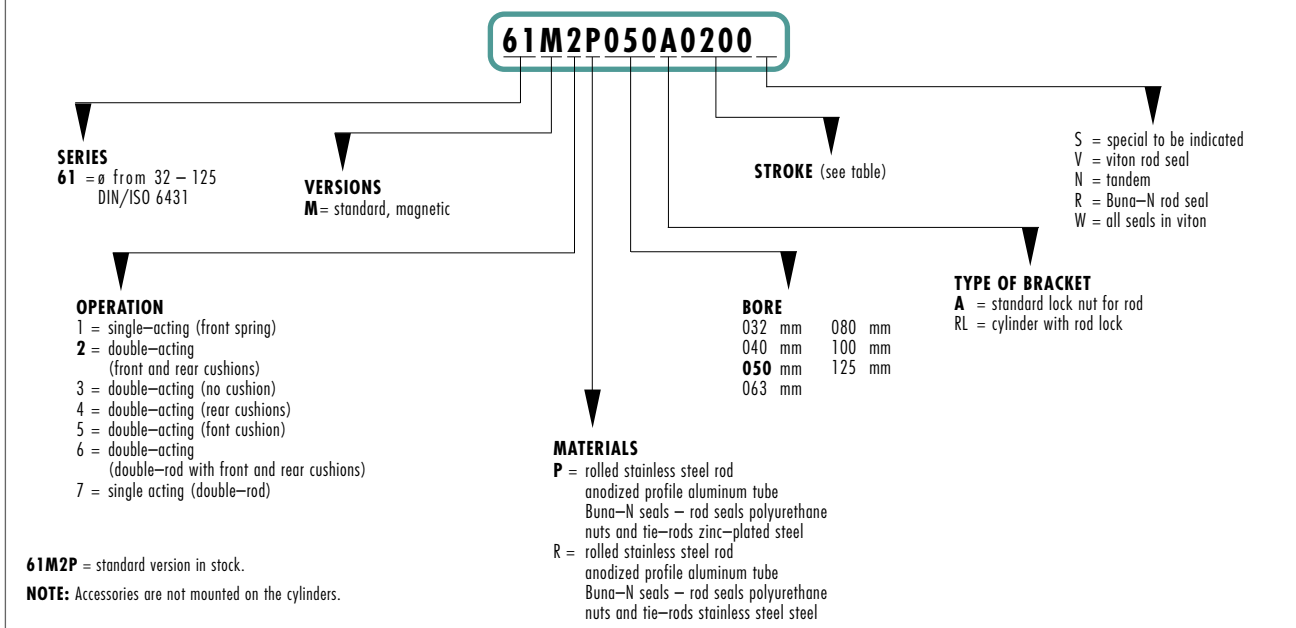 61M2P050A0200
SERIES
61 = ø from 32 – 125
DIN/ISO 6431
VERSIONS
M= standard, magnetic
STROKE (see table)
S = special to be indicated
V = viton rod seal
N = tandem
R = Buna–N rod seal
W = all seals in viton
OPERATION
1 = single–acting (front spring)
2 = double–acting
(front and rear cushions)
3 = double–acting (no cushion)
4 = double–acting (rear cushions)
5 = double–acting (font cushion)
6 = double–acting
(double–rod with front and rear cushions)
7 = single acting (double–rod)
BORE
032 mm 080 mm
040 mm 100 mm
050 mm 125 mm
063 mm
TYPE OF BRACKET
A = standard lock nut for rod
RL = cylinder with rod lock
MATERIALS
P = rolled stainless steel rod
anodized profile aluminum tube
Buna–N seals – rod seals polyurethane
nuts and tie–rods zinc–plated steel
R = rolled stainless steel rod
anodized profile aluminum tube
Buna–N seals – rod seals polyurethane
nuts and tie–rods stainless steel steel
61M2P = standard version in stock.
NOTE: Accessories are not mounted on the cylinders.